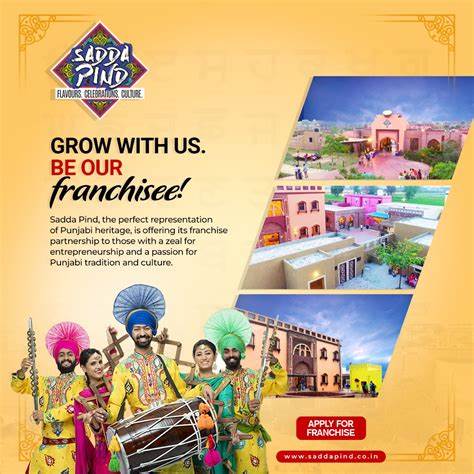 SADDA
PIND
FLAVOURS. CELEBRATIONS. CULTURE.
GROW WITH US.
BE OUR
franchisee!
Sadda Pind, the perfect representation
of Punjabi heritage, is offering its franchise
partnership to those with a zeal for
entrepreneurship and a passion for
Punjabi tradition and culture.
APPLY FOR
FRANCHISE
www.saddapind.co.in